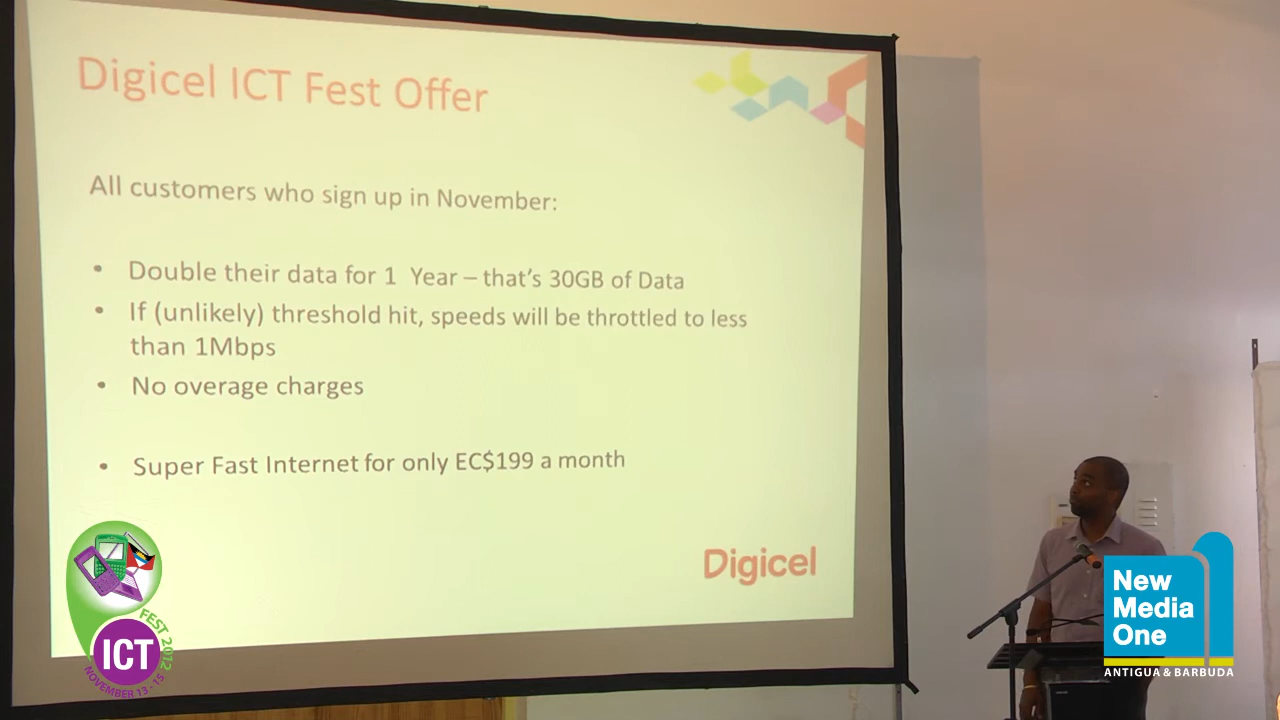 Digicel ICT Fest Offer
All customers who sign up in November:
• Double their data for 1 Year – that's 30GB of Data
• If (unlikely) threshold hit, speeds will be throttled to less
than 1Mbps
• No overage charges
• Super Fast Internet for only EC$199 a month
Digicel
FEST 2012
ICT
NOVEMBER 13 - 15
New
Media
One
ANTIGUA & BARBUDA